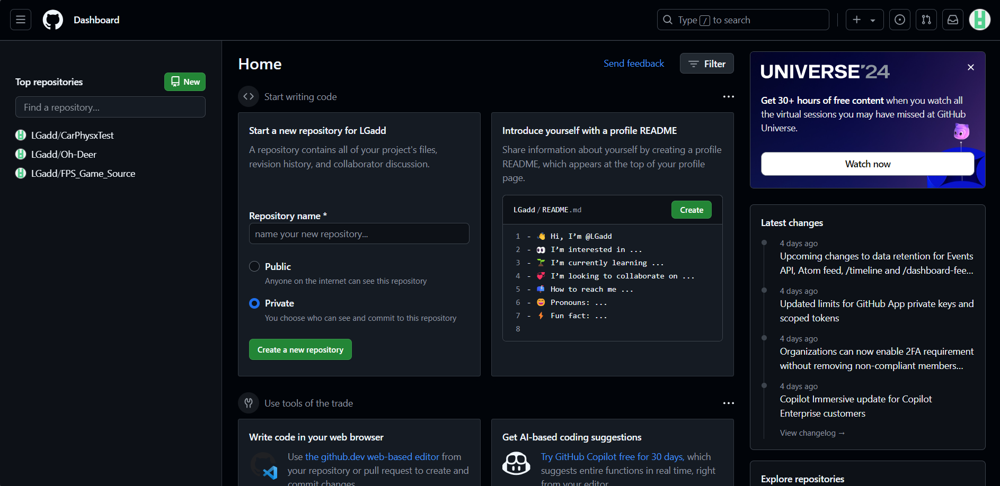 Dashboard
Type / to search
Top repositories
New
Find a repository...
LGadd/CarPhysxTest
LGadd/Oh-Deer
LGadd/FPS_Game_Source
Home
Send feedback
Filter
Start writing code
Start a new repository for LGadd
A repository contains all of your project's files,
revision history, and collaborator discussion.
Repository name *
name your new repository...
Public
Anyone on the internet can see this repository
Private
You choose who can see and commit to this repository
Create a new repository
Introduce yourself with a profile README
Share information about yourself by creating a profile
README, which appears at the top of your profile
page.
LGadd / README.md
Create
1 - 👋 Hi, I’m @LGadd
2 - 👀 I’m interested in ...
3 - 🌱 I’m currently learning ...
4 - 💞️ I’m looking to collaborate on ...
5 - 📫 How to reach me ...
6 - 😄 Pronouns: ...
7 - ⚡ Fun fact: ...
8
Use tools of the trade
Write code in your web browser
Use the github.dev web-based editor from
your repository or pull request to create and
commit changes.
Get AI-based coding suggestions
Try GitHub Copilot free for 30 days, which
suggests entire functions in real time, right
from your editor.
UNIVERSE'24
Get 30+ hours of free content when you watch all
the virtual sessions you may have missed at GitHub
Universe.
Watch now
Latest changes
4 days ago
Upcoming changes to data retention for Events
API, Atom feed, /timeline and /dashboard-fee...
4 days ago
Updated limits for GitHub App private keys and
scoped tokens
4 days ago
Organizations can now enable 2FA requirement
without removing non-compliant members...
4 days ago
Copilot Immersive update for Copilot
Enterprise customers
View changelog →
Explore repositories